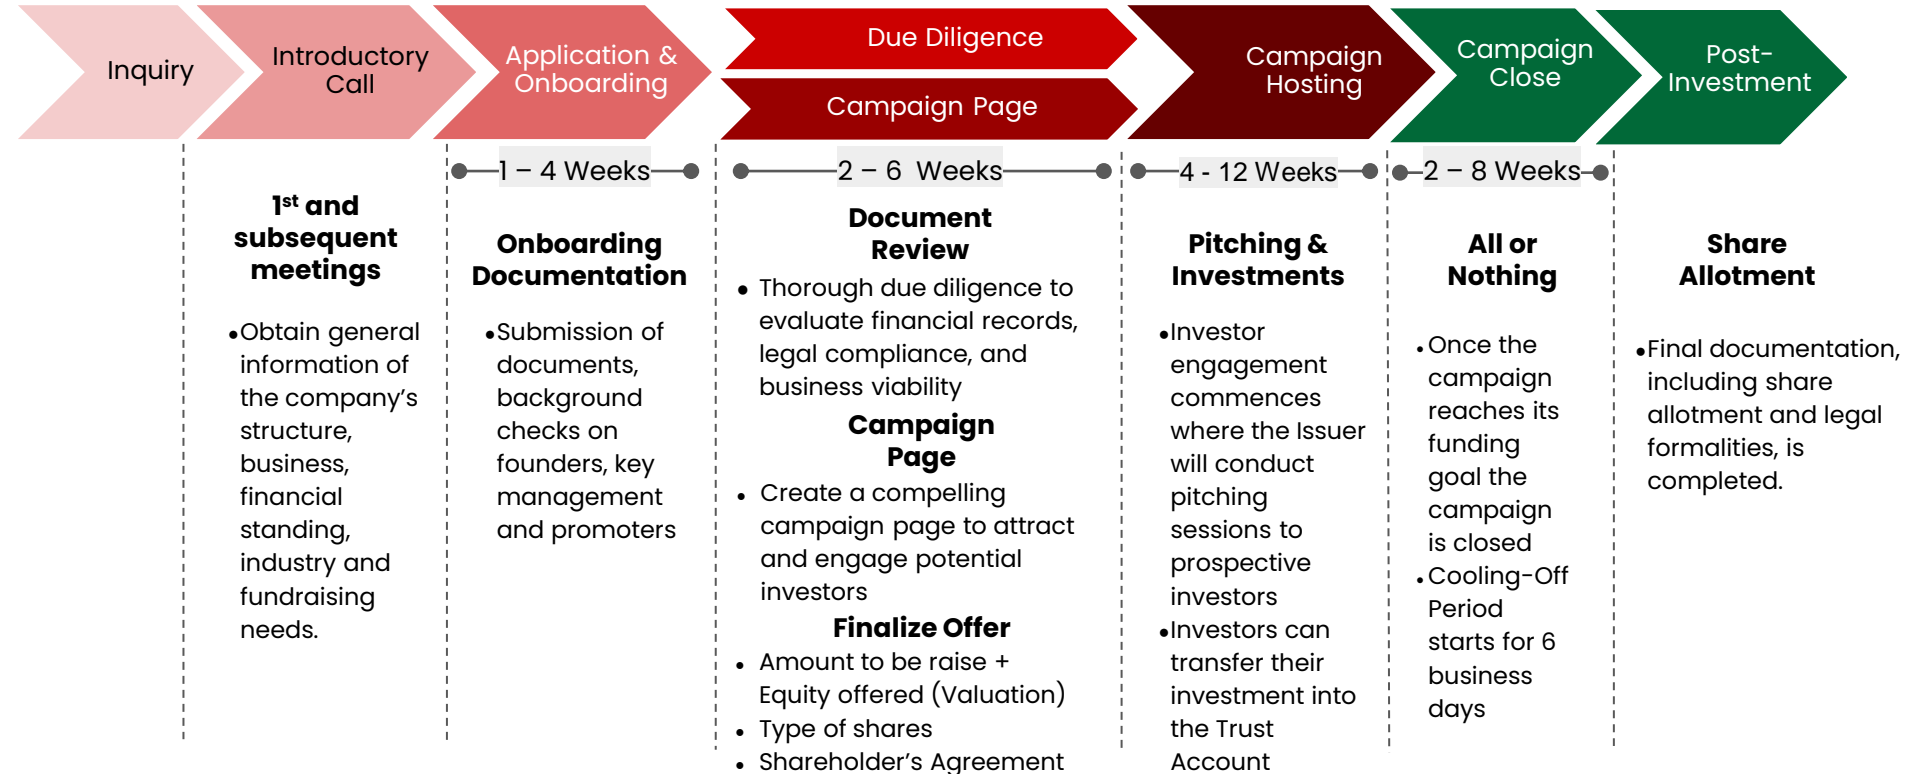 Inquiry
Introductory
Call
Application &
Onboarding
Due Diligence
Campaign Page
Campaign
Hosting
Campaign
Close
Post-
Investment
1 – 4 Weeks
2 – 6 Weeks
4 - 12 Weeks
2 – 8 Weeks
1st and
subsequent
meetings
•Obtain general
information of
the company’s
structure,
business,
financial
standing,
industry and
fundraising
needs.
Onboarding
Documentation
•Submission of
documents,
background
checks on
founders, key
management
and promoters
Document
Review
• Thorough due diligence to
evaluate financial records,
legal compliance, and
business viability
Campaign
Page
• Create a compelling
campaign page to attract
and engage potential
investors
Finalize Offer
• Amount to be raise +
Equity offered (Valuation)
• Type of shares
• Shareholder’s Agreement
Pitching &
Investments
•Investor
engagement
commences
where the Issuer
will conduct
pitching
sessions to
prospective
investors
•Investors can
transfer their
investment into
the Trust
Account
All or
Nothing
• Once the
campaign
reaches its
funding
goal the
campaign
is closed
• Cooling-Off
Period
starts for 6
business
days
Share
Allotment
•Final documentation,
including share
allotment and legal
formalities, is
completed.